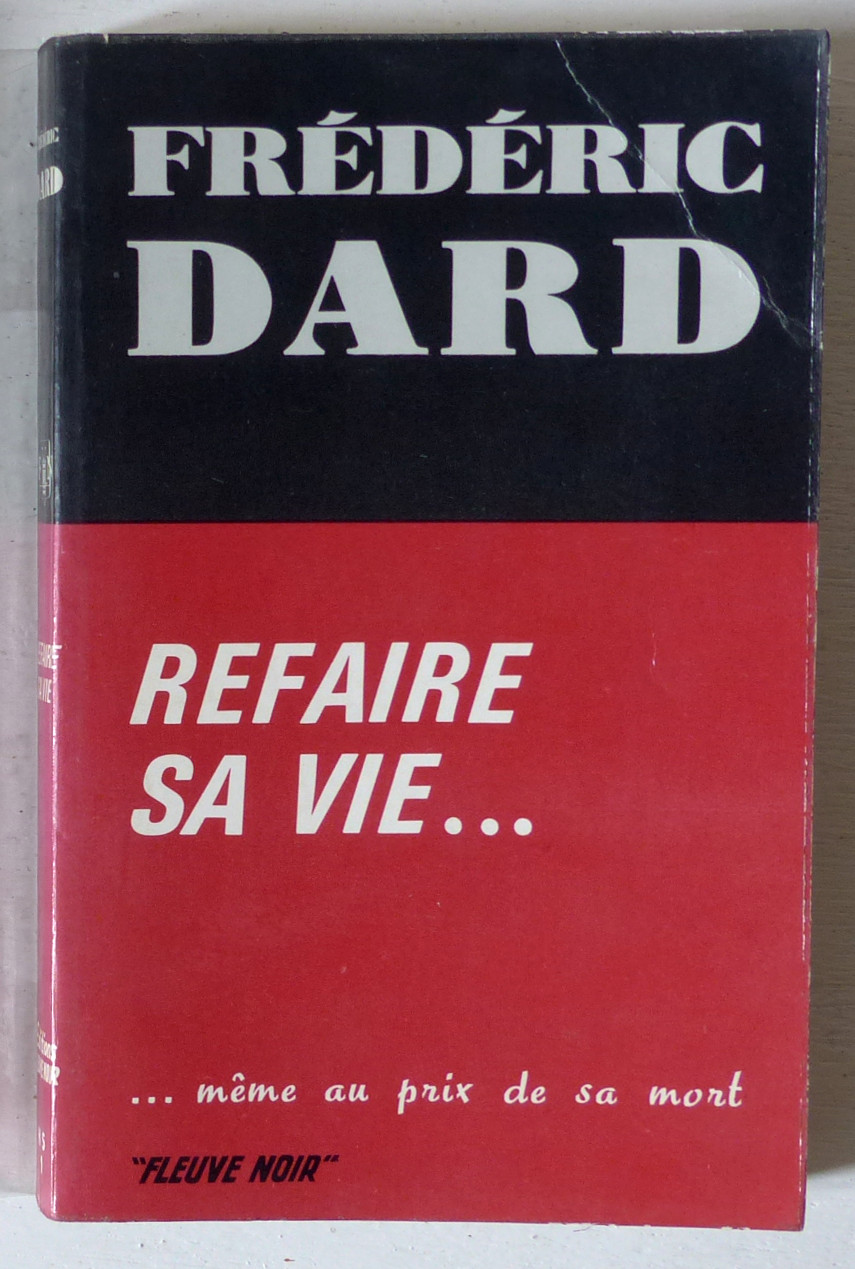 FRÉDÉRIC
DARD
REFAIRE
SA VIE...
... même au prix de sa mort
"FLEUVE NOIR"